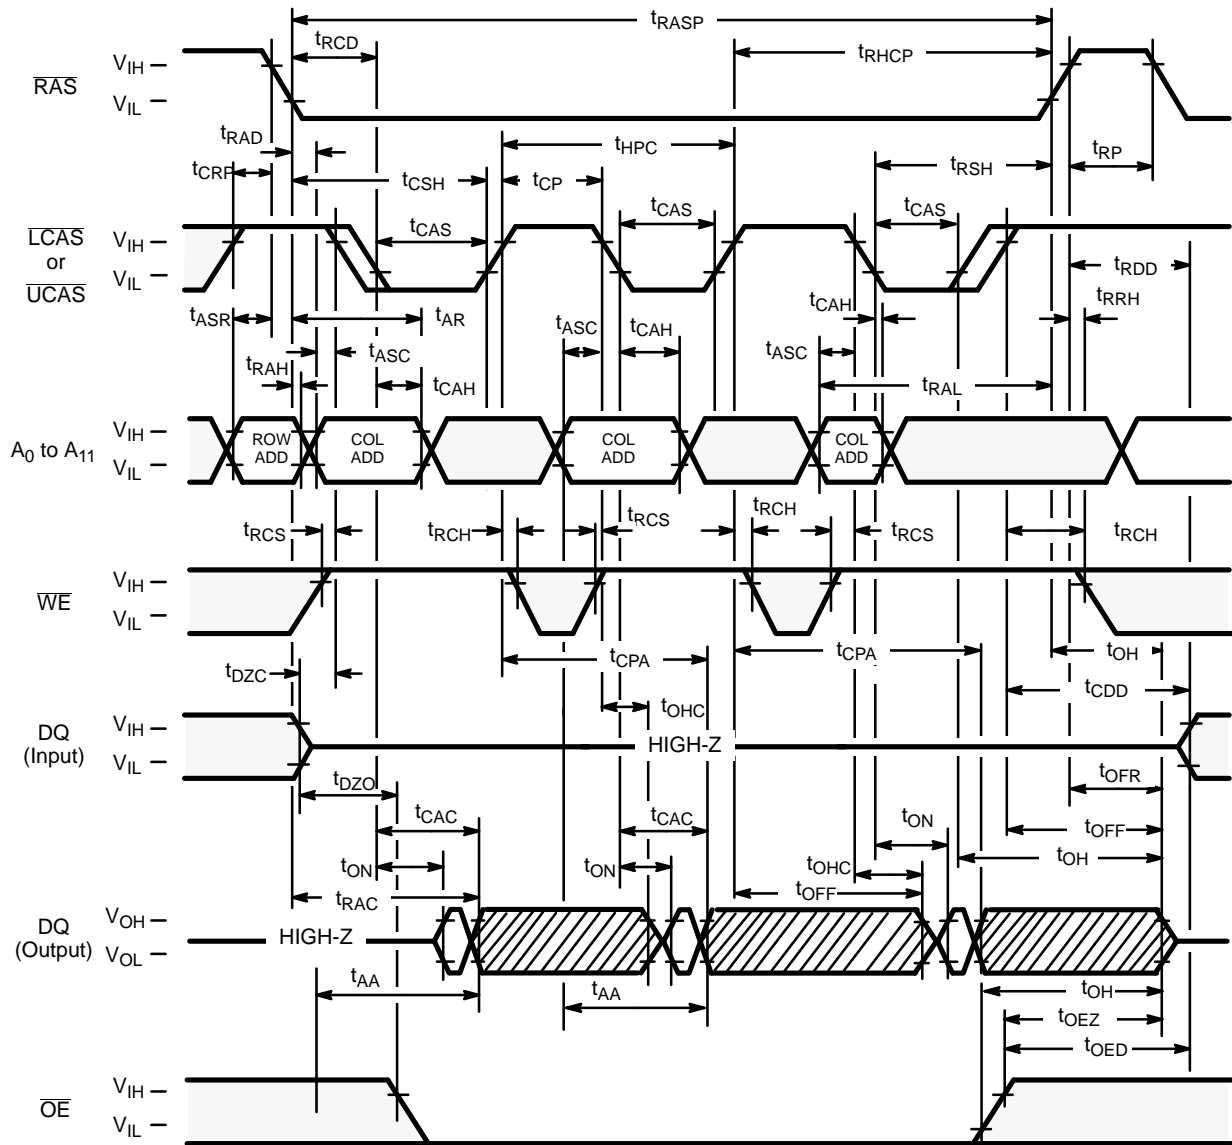 tRASP
tRCD
tRHCP
RAS
VIH
VIL
tRAD
tHPC
tRP
tCRP
tCSH
tCP
tRSH
LCAS
or
UCAS
VIH
VIL
tCAS
tCAS
tCAS
tRDD
tASR
tAR
tASC
tCAH
tCAH
tRRH
tRAH
tASC
tCAH
tASC
tRAL
A0 to A11
VIH
VIL
ROW
ADD
COL
ADD
COL
ADD
COL
ADD
tRCS
tRCH
tRCS
tRCH
tRCS
tRCH
WE
VIH
VIL
tCPA
tCPA
tOH
tDZC
tCDD
tOHC
DQ
(Input)
VIH
VIL
HIGH-Z
tDZO
tOFR
tCAC
tCAC
tON
tOFF
tON
tON
tOHC
tOH
tRAC
tOFF
DQ
(Output)
VOH
VOL
HIGH-Z
tAA
tAA
tOH
tOEZ
tOED
OE
VIH
VIL